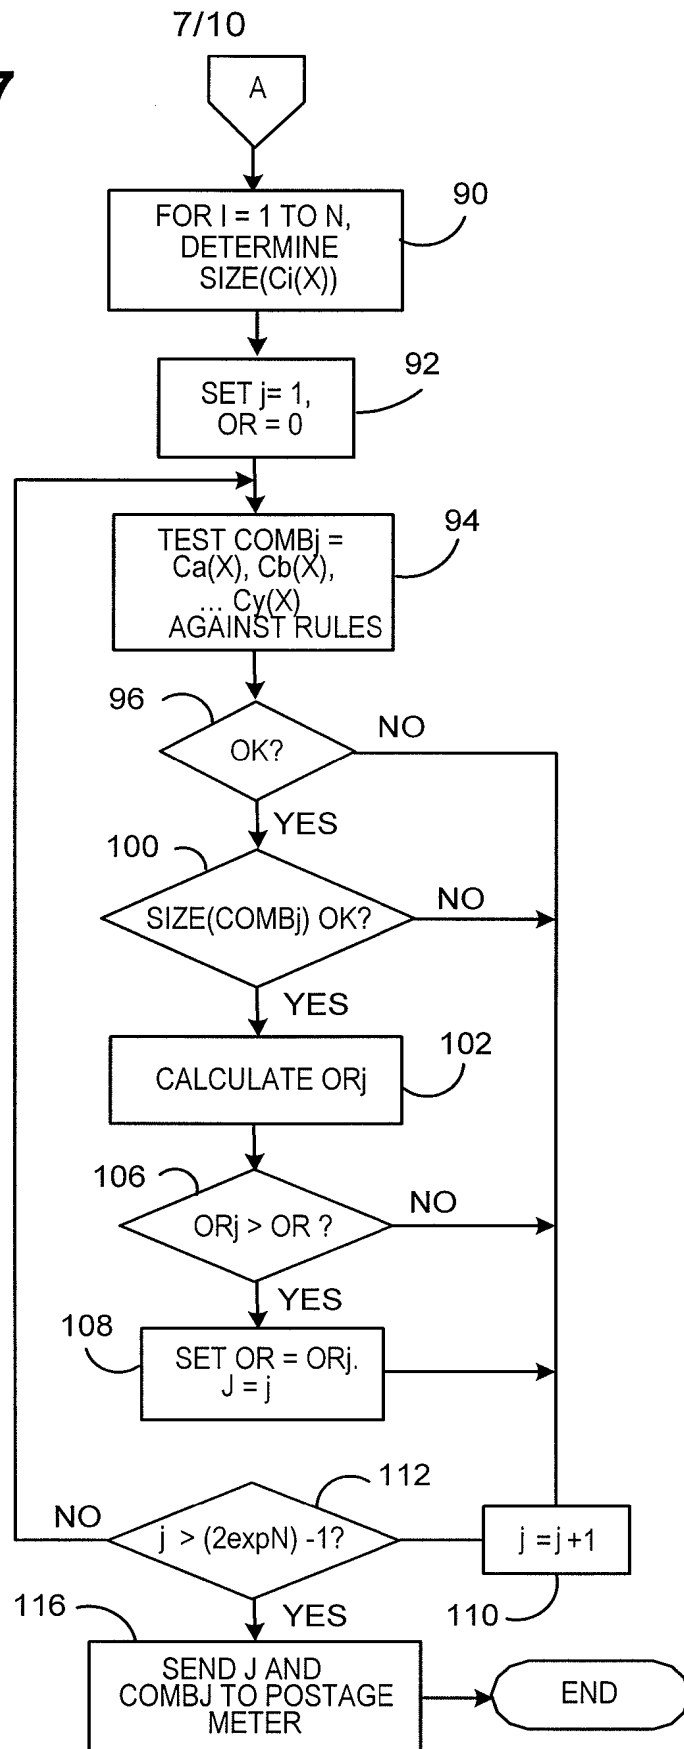 7/10
7
A
FOR I = 1 TO N,
DETERMINE
SIZE(Ci(X))
90
SET j= 1,
OR = 0
92
TEST COMBj =
Ca(X), Cb(X),
... Cy(X)
AGAINST RULES
94
96
OK?
NO
YES
100
SIZE(COMBj) OK?
NO
YES
CALCULATE ORj
102
106
ORj > OR ?
NO
YES
108
SET OR = ORj.
J = j
112
NO
j > (2expN) -1?
j =j+1
110
YES
116
SEND J AND
COMBJ TO POSTAGE
METER
END